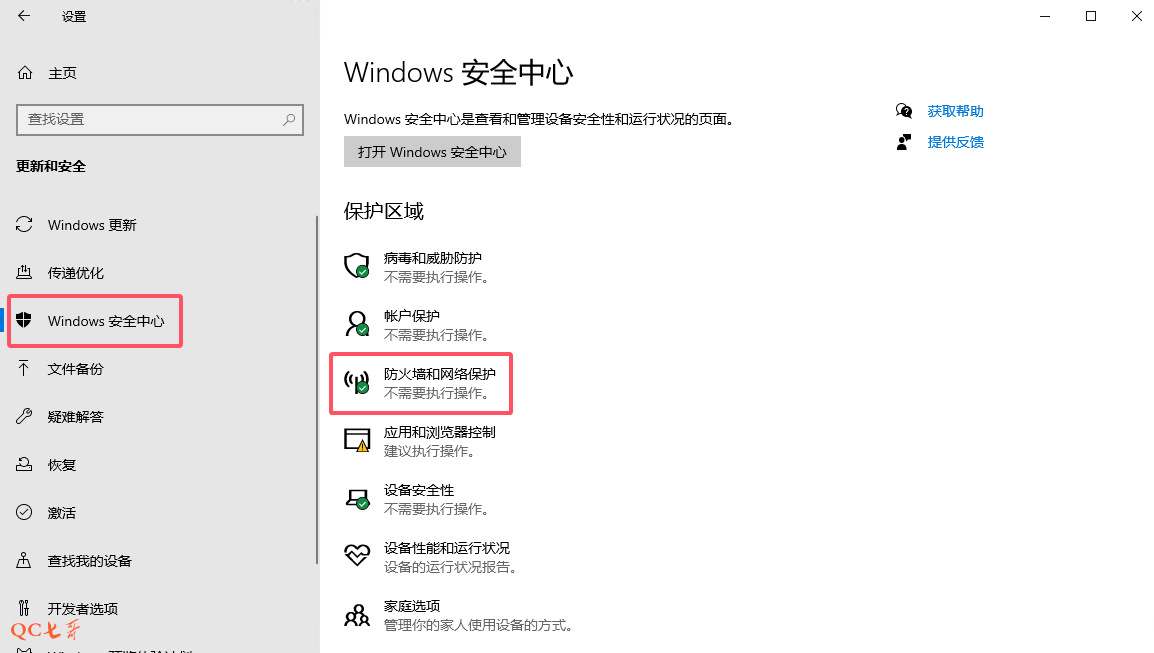 设置
主页
查找设置
更新和安全
Windows 更新
传递优化
Windows 安全中心
文件备份
疑难解答
恢复
激活
查找我的设备
开发者选项
QC七哥
Windows 安全中心
Windows 安全中心是查看和管理设备安全性和运行状况的页面。
打开 Windows 安全中心
保护区域
病毒和威胁防护
不需要执行操作。
帐户保护
不需要执行操作。
防火墙和网络保护
不需要执行操作。
应用和浏览器控制
建议执行操作。
设备安全性
不需要执行操作。
设备性能和运行状况
设备的运行状况报告。
家庭选项
管理你的家人使用设备的方式。
获取帮助
提供反馈